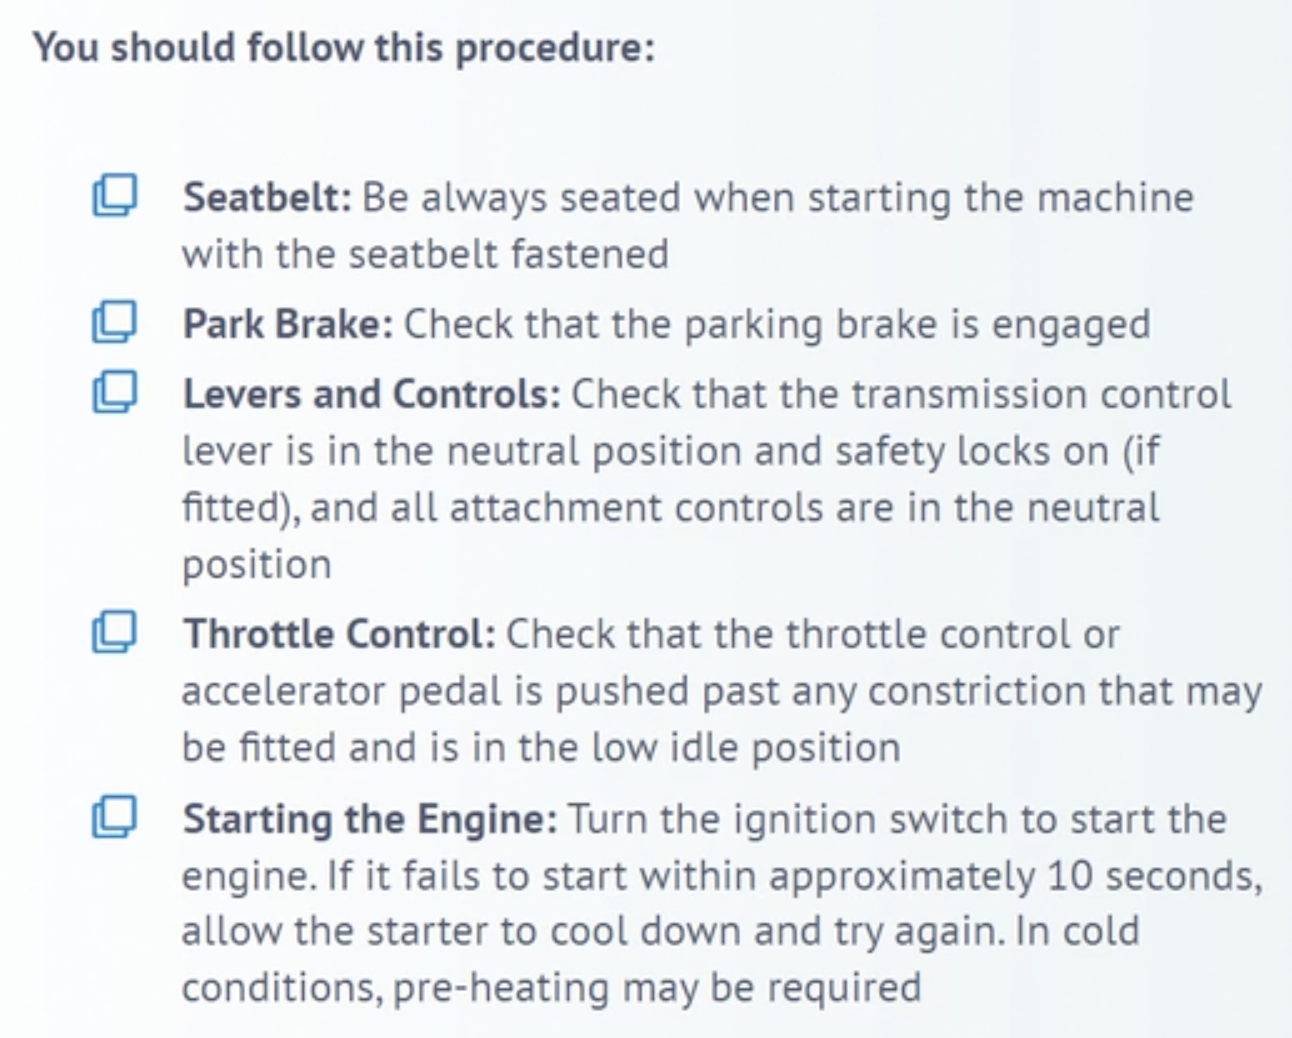 You should follow this procedure:
Seatbelt: Be always seated when starting the machine
with the seatbelt fastened
Park Brake: Check that the parking brake is engaged
Levers and Controls: Check that the transmission control
lever is in the neutral position and safety locks on (if
fitted), and all attachment controls are in the neutral
position
Throttle Control: Check that the throttle control or
accelerator pedal is pushed past any constriction that may
be fitted and is in the low idle position
Starting the Engine: Turn the ignition switch to start the
engine. If it fails to start within approximately 10 seconds,
allow the starter to cool down and try again. In cold
conditions, pre-heating may be required